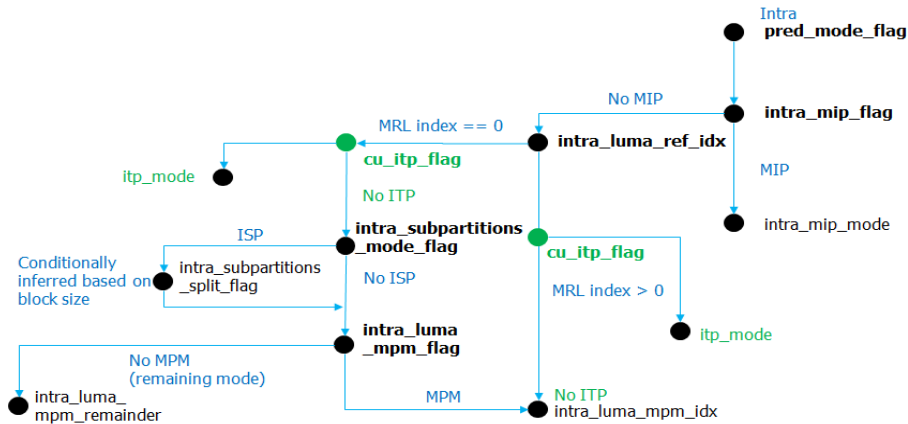 Intra
pred_mode_flag
No MIP
intra_mip_flag
MRL index == 0
intra_luma_ref_idx
cu_itp_flag
itp_mode
MIP
No ITP
intra_mip_mode
intra_subpartitions
_mode_flag
ISP
cu_itp_flag
Conditionally
inferred based on
block size
intra_subpartitions
_split_flag
No ISP
MRL index > 0
intra_luma
_mpm_flag
itp_mode
No MPM
(remaining mode)
intra_luma_
mpm_remainder
MPM
No ITP
intra_luma_mpm_idx